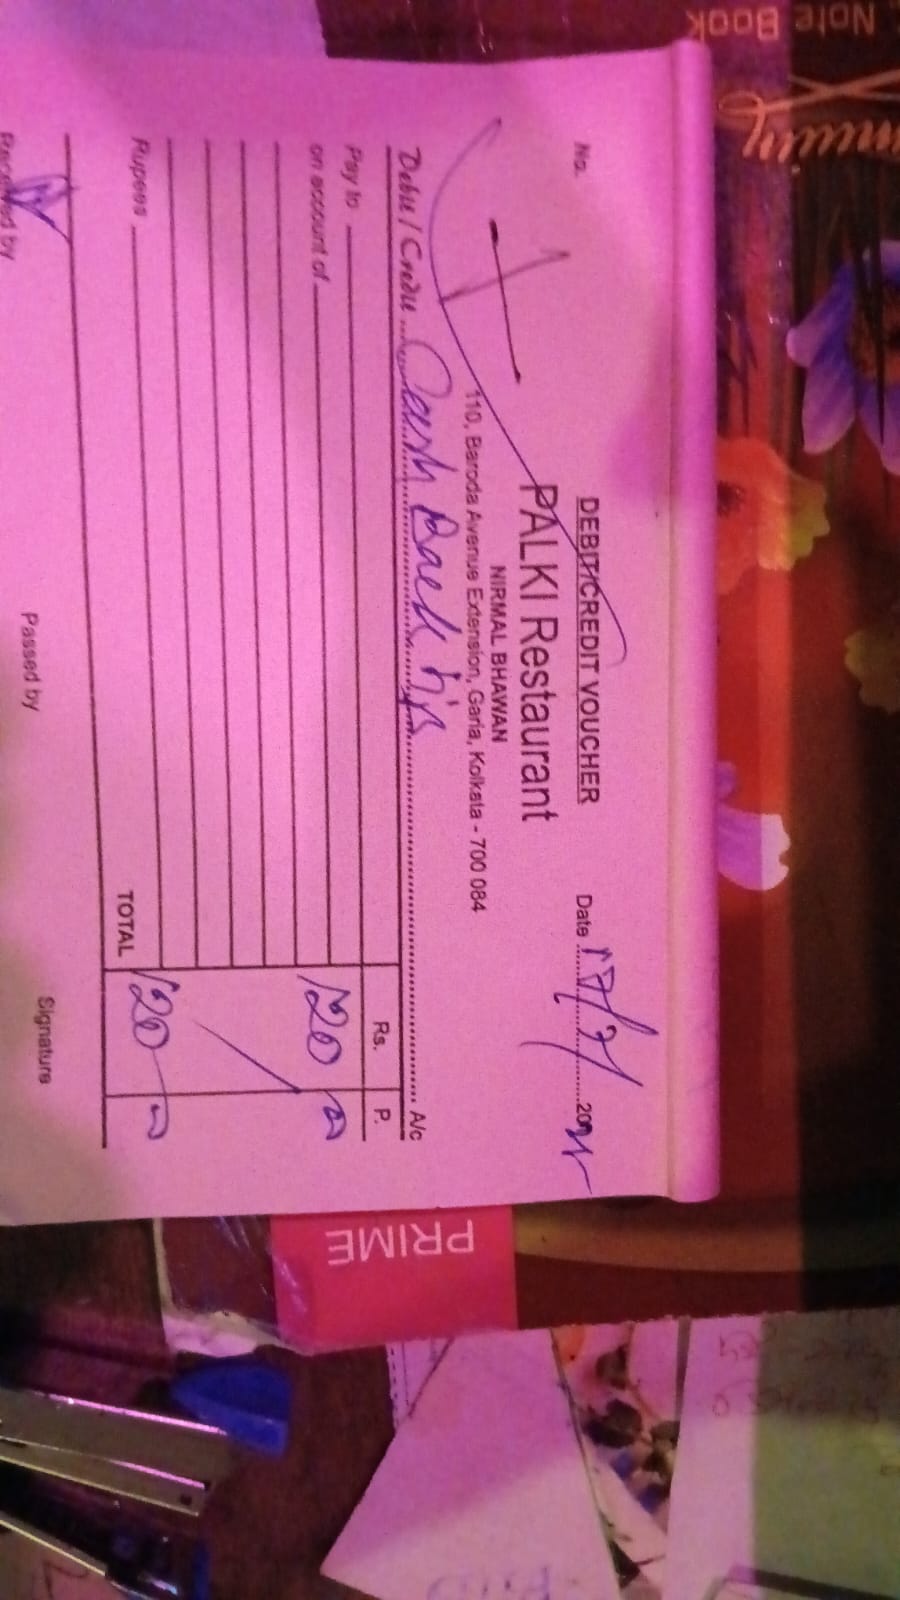 Note Book
DEBIT/CREDIT VOUCHER
No.
Date 17/7/ 20
PALKI Restaurant
NIRMAL BHAWAN
110, Baroda Avenue Extension, Garia, Kolkata - 700 084
Debit / Credit Cash Back A/c
Rs. P.
Pay to
on account of
120
TOTAL 120
Rupees
Received by
Passed by
Signature
PRIME